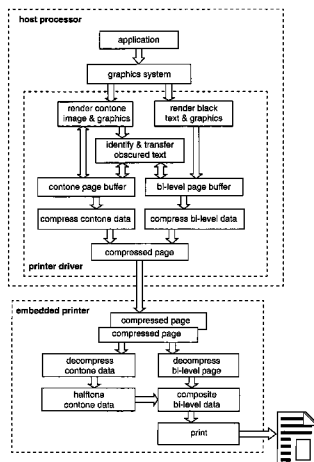 host processor
application
graphics system
render contone
image & graphics
render black
text & graphics
identify & transfer
obscured text
contone page buffer
bi-level page buffer
compress contone data
compress bi-level data
compressed page
printer driver
embedded printer
compressed page
compressed page
decompress
contone data
decompress
bi-level page
halftone
contone data
composite
bi-level data
print